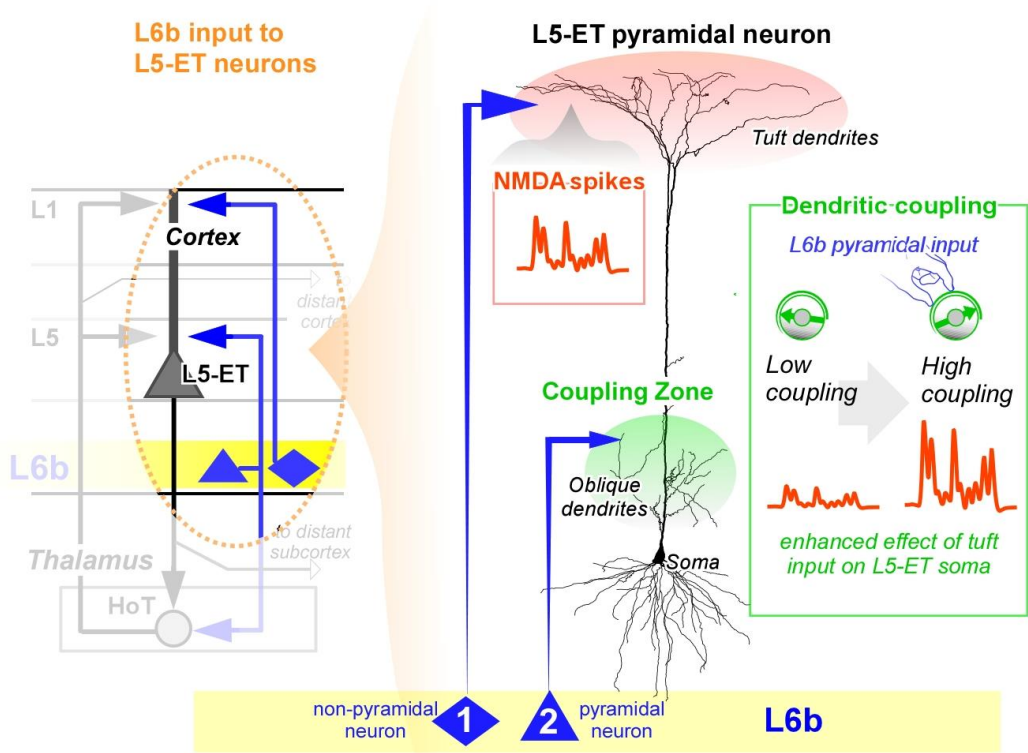 L6b input to
L5-ET neurons
L1
Cortex
distant
cortex
L5
L5-ET
L6b
to distant
subcortex
Thalamus
HoT
L5-ET pyramidal neuron
Tuft dendrites
NMDA spikes
Coupling Zone
Oblique
dendrites
Soma
Dendritic coupling
L6b pyramidal input
Low
coupling
High
coupling
enhanced effect of tuft
input on L5-ET soma
non-pyramidal
neuron
1
2
pyramidal
neuron
L6b